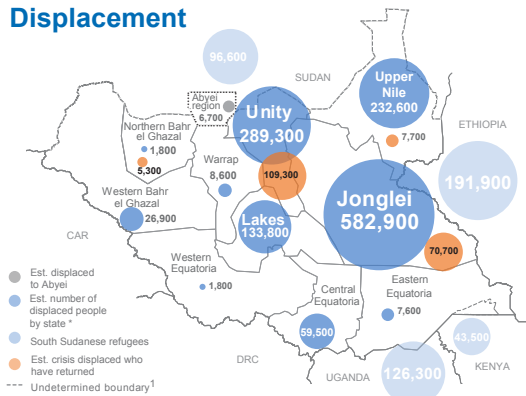 Displacement
96,600
SUDAN
Upper
Nile
232,600
Abyei
region
6,700
Unity
289,300
7,700
ETHIOPIA
Northern Bahr
el Ghazal
1,800
5,300
Warrap
8,600
109,300
191,900
Jonglei
582,900
Western Bahr
el Ghazal
26,900
Lakes
133,800
CAR
70,700
Western
Equatoria
1,800
Central
Equatoria
59,500
Eastern
Equatoria
7,600
43,500
KENYA
DRC
UGANDA
126,300
Est. displaced
to Abyei
Est. number of
displaced people
by state *
South Sudanese refugees
Est. crisis displaced who
have returned
Undetermined boundary1